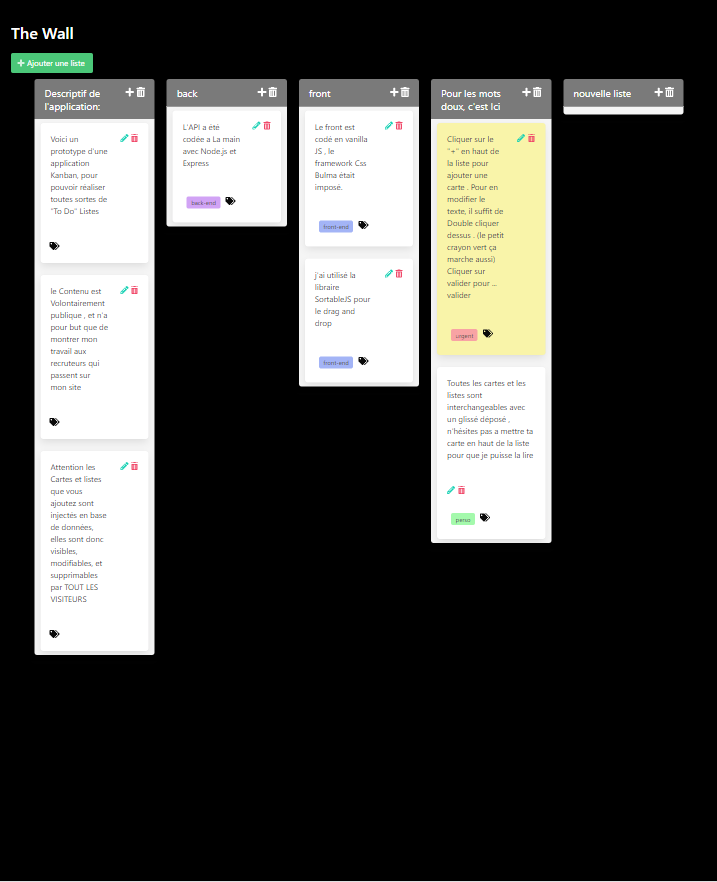 The Wall
+ Ajouter une liste
Descriptif de
l'application:
Voici un
prototype d'une
application
Kanban, pour
pouvoir réaliser
toutes sortes de
"To Do" Listes
le Contenu est
Volontairement
publique , et n'a
pour but que de
montrer mon
travail aux
recruteurs qui
passent sur
mon site
Attention les
Cartes et listes
que vous
ajoutez sont
injectés en base
de données,
elles sont donc
visibles,
modifiables, et
supprimables
par TOUT LES
VISITEURS
back
L'API a été
codée a La main
avec Node.js et
Express
back-end
front
Le front est
codé en vanilla
JS , le
framework Css
Bulma était
imposé.
front-end
j'ai utilisé la
libraire
SortableJS pour
le drag and
drop
front-end
Pour les mots
doux, c'est Ici
Cliquer sur le
"+" en haut de
la liste pour
ajouter une
carte . Pour en
modifier le
texte, il suffit de
Double cliquer
dessus . (le petit
crayon vert ça
marche aussi)
Cliquer sur
valider pour ...
valider
urgent
Toutes les cartes et les
listes sont
interchangeables avec
un glissé déposé ,
n'hésites pas a mettre ta
carte en haut de la liste
pour que je puisse la lire
perso
nouvelle liste